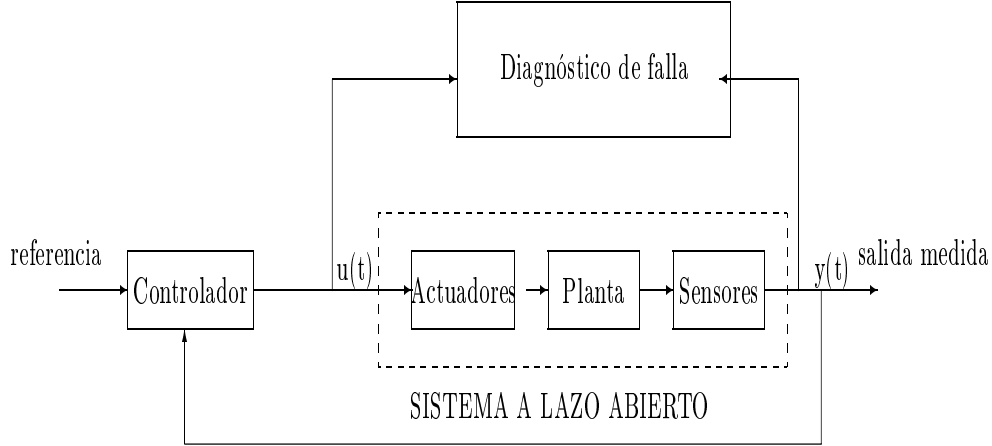 Diagnóstico de falla
referencia
Controlador
u(t)
Actuadores
Planta
Sensores
y(t)
salida medida
SISTEMA A LAZO ABIERTO